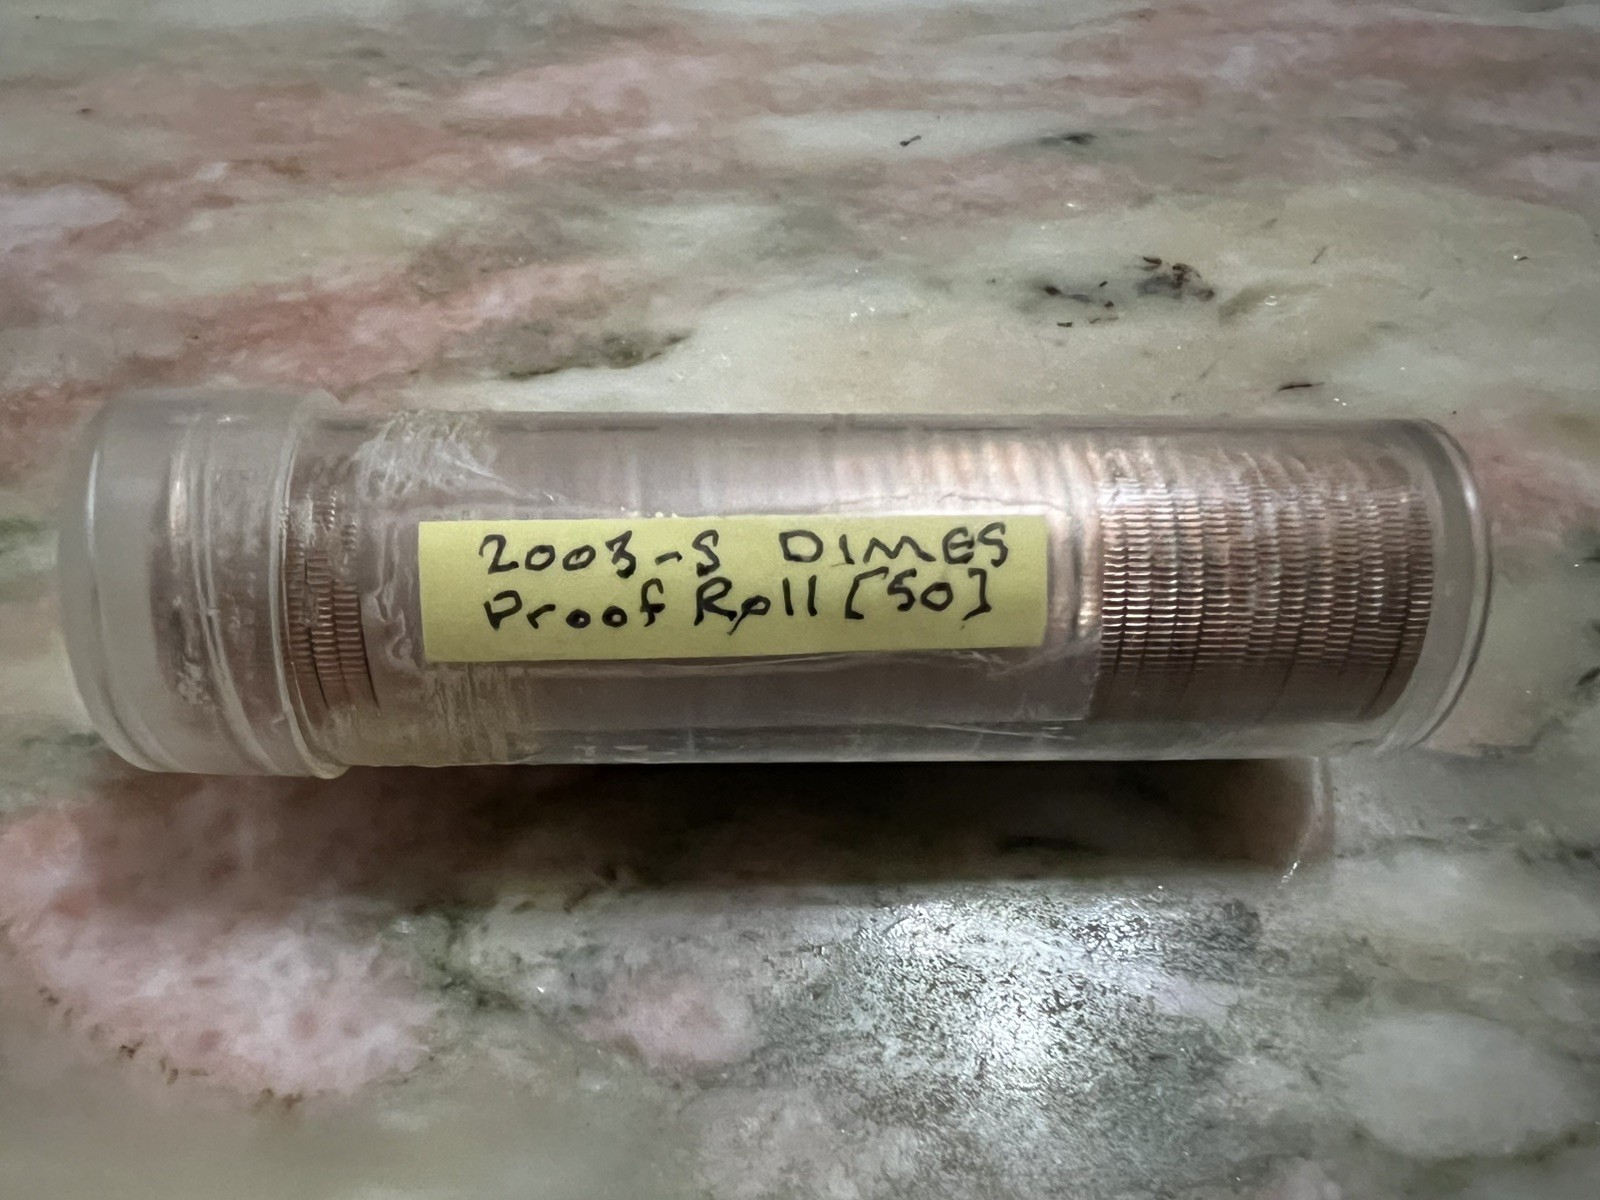 2003-S DIMES
Proof Roll [50]